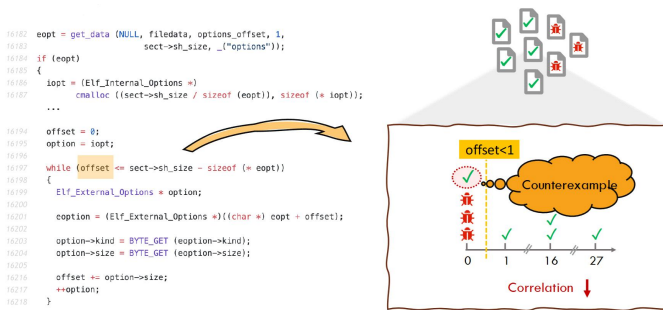 16182 eopt = get_data (NULL, filedata, options_offset, 1,
16183 sect->sh_size, _("options"));
16184 if (eopt)
16185 {
16186 iopt = (Elf_Internal_Options *)
16187 cmalloc ((sect->sh_size / sizeof (eopt)), sizeof (* iopt));
...
16194 offset = 0;
16195 option = iopt;
16196
16197 while (offset <= sect->sh_size - sizeof (* eopt))
16198 {
16199 Elf_External_Options * option;
16200
16201 eoption = (Elf_External_Options *)((char *) eopt + offset);
16202
16203 option->kind = BYTE_GET (eoption->kind);
16204 option->size = BYTE_GET (eoption->size);
16205
16216 offset += option->size;
16217 ++option;
16218 }
offset<1
Counterexample
0 1 16 27
Correlation